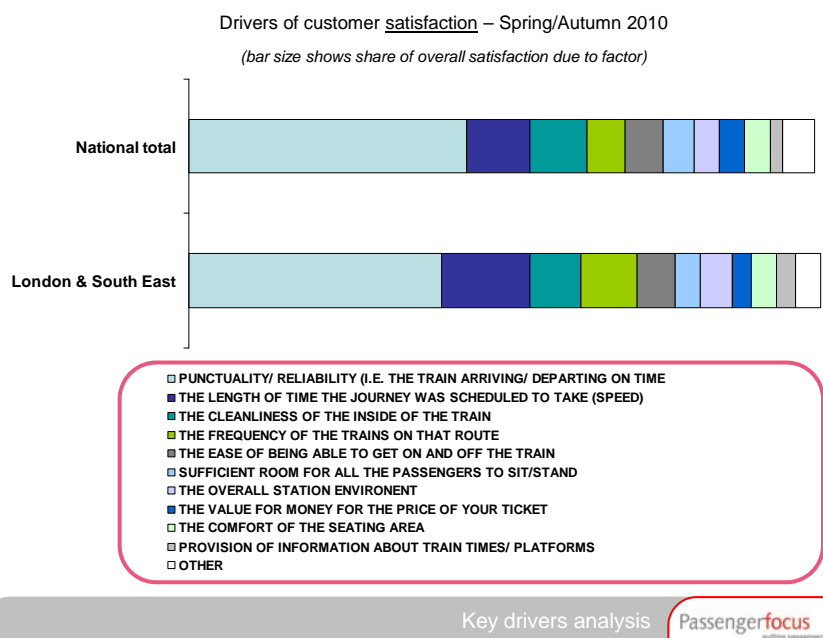 Drivers of customer satisfaction – Spring/Autumn 2010
(bar size shows share of overall satisfaction due to factor)
National total
London & South East
PUNCTUALITY/ RELIABILITY (I.E. THE TRAIN ARRIVING/ DEPARTING ON TIME
THE LENGTH OF TIME THE JOURNEY WAS SCHEDULED TO TAKE (SPEED)
THE CLEANLINESS OF THE INSIDE OF THE TRAIN
THE FREQUENCY OF THE TRAINS ON THAT ROUTE
THE EASE OF BEING ABLE TO GET ON AND OFF THE TRAIN
SUFFICIENT ROOM FOR ALL THE PASSENGERS TO SIT/STAND
THE OVERALL STATION ENVIRONENT
THE VALUE FOR MONEY FOR THE PRICE OF YOUR TICKET
THE COMFORT OF THE SEATING AREA
PROVISION OF INFORMATION ABOUT TRAIN TIMES/ PLATFORMS
OTHER
Key drivers analysis
Passengerfocus